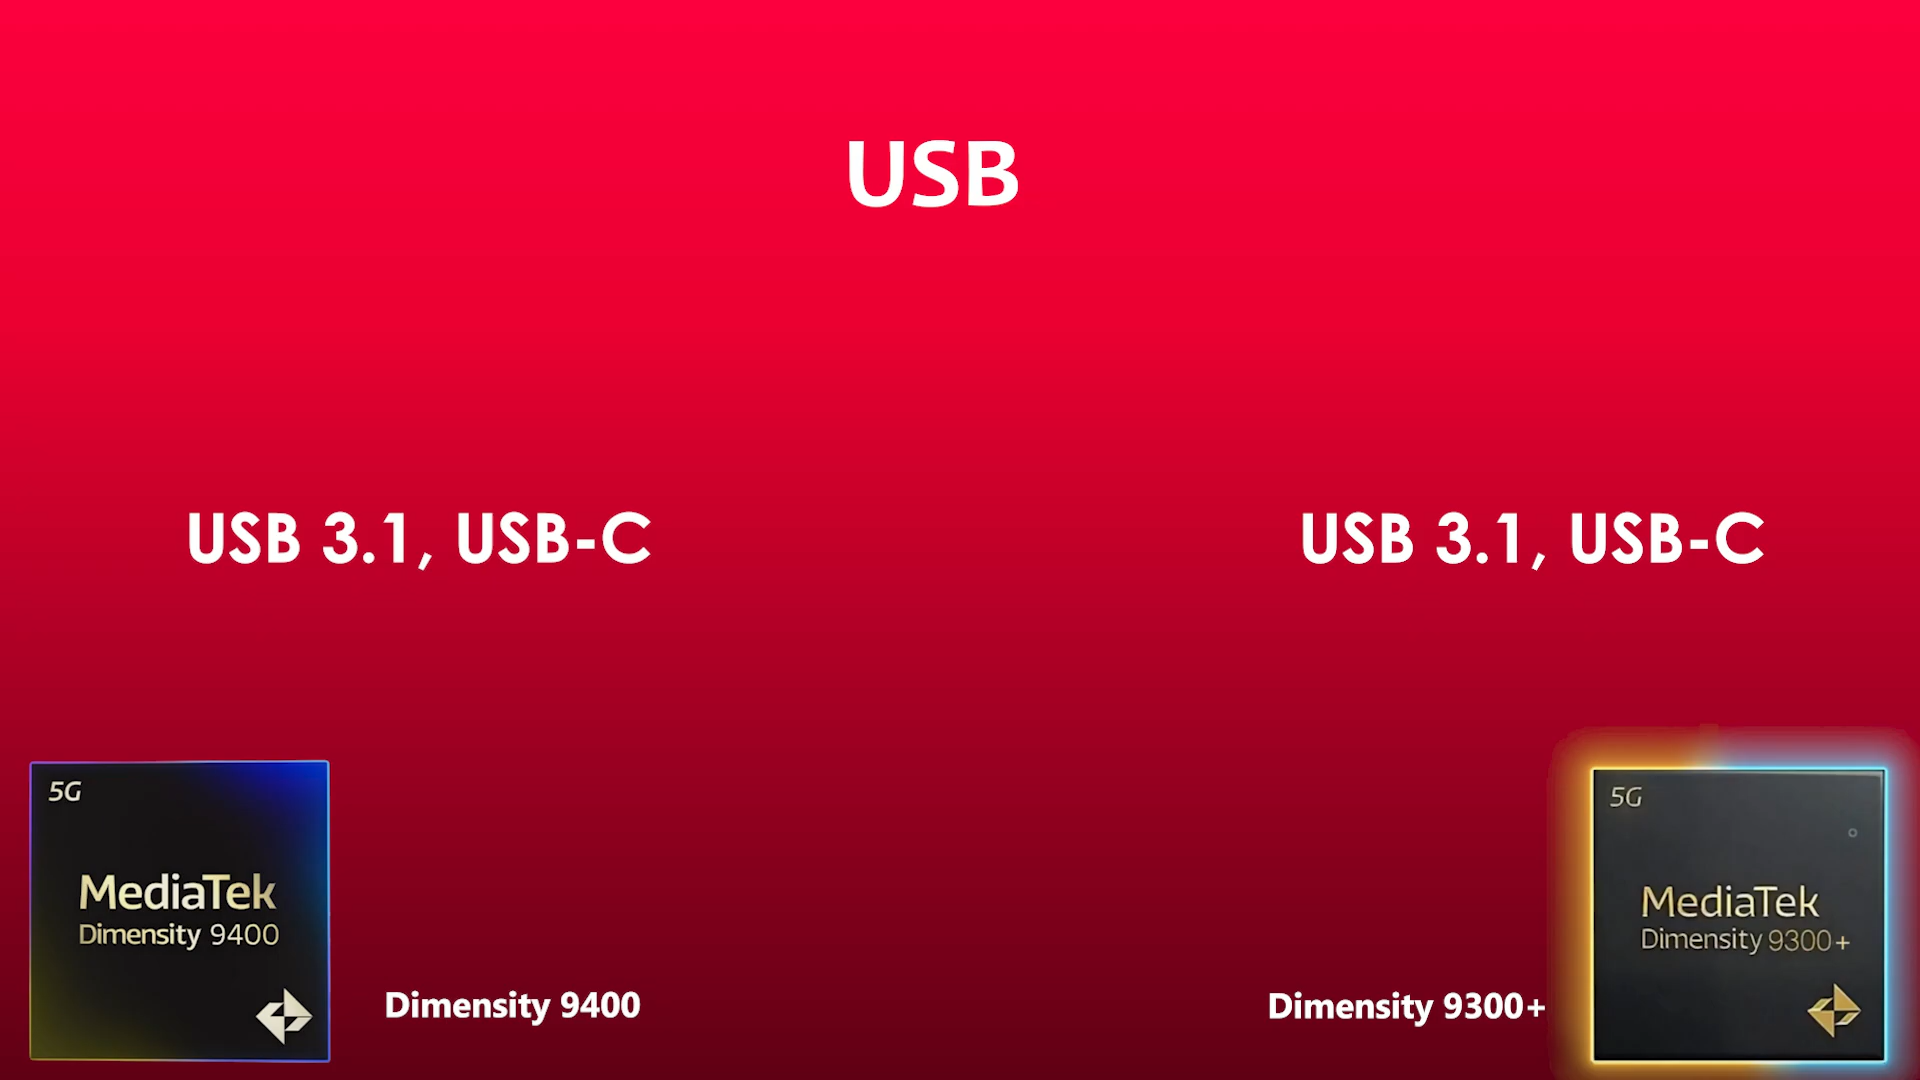 USB
USB 3.1, USB-C
USB 3.1, USB-C
5G
MediaTek
Dimensity 9400
Dimensity 9400
Dimensity 9300+
5G
MediaTek
Dimensity 9300+